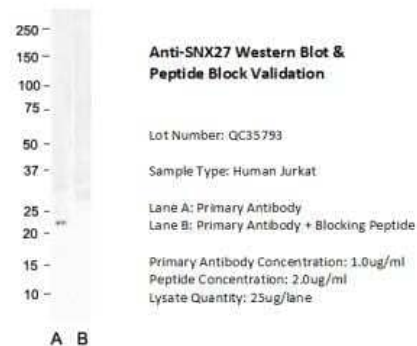 250
150
100
75
50
37
25
20
15
10
A B
Anti-SNX27 Western Blot &
Peptide Block Validation
Lot Number: QC35793
Sample Type: Human Jurkat
Lane A: Primary Antibody
Lane B: Primary Antibody + Blocking Peptide
Primary Antibody Concentration: 1.0ug/ml
Peptide Concentration: 2.0ug/ml
Lysate Quantity: 25ug/lane